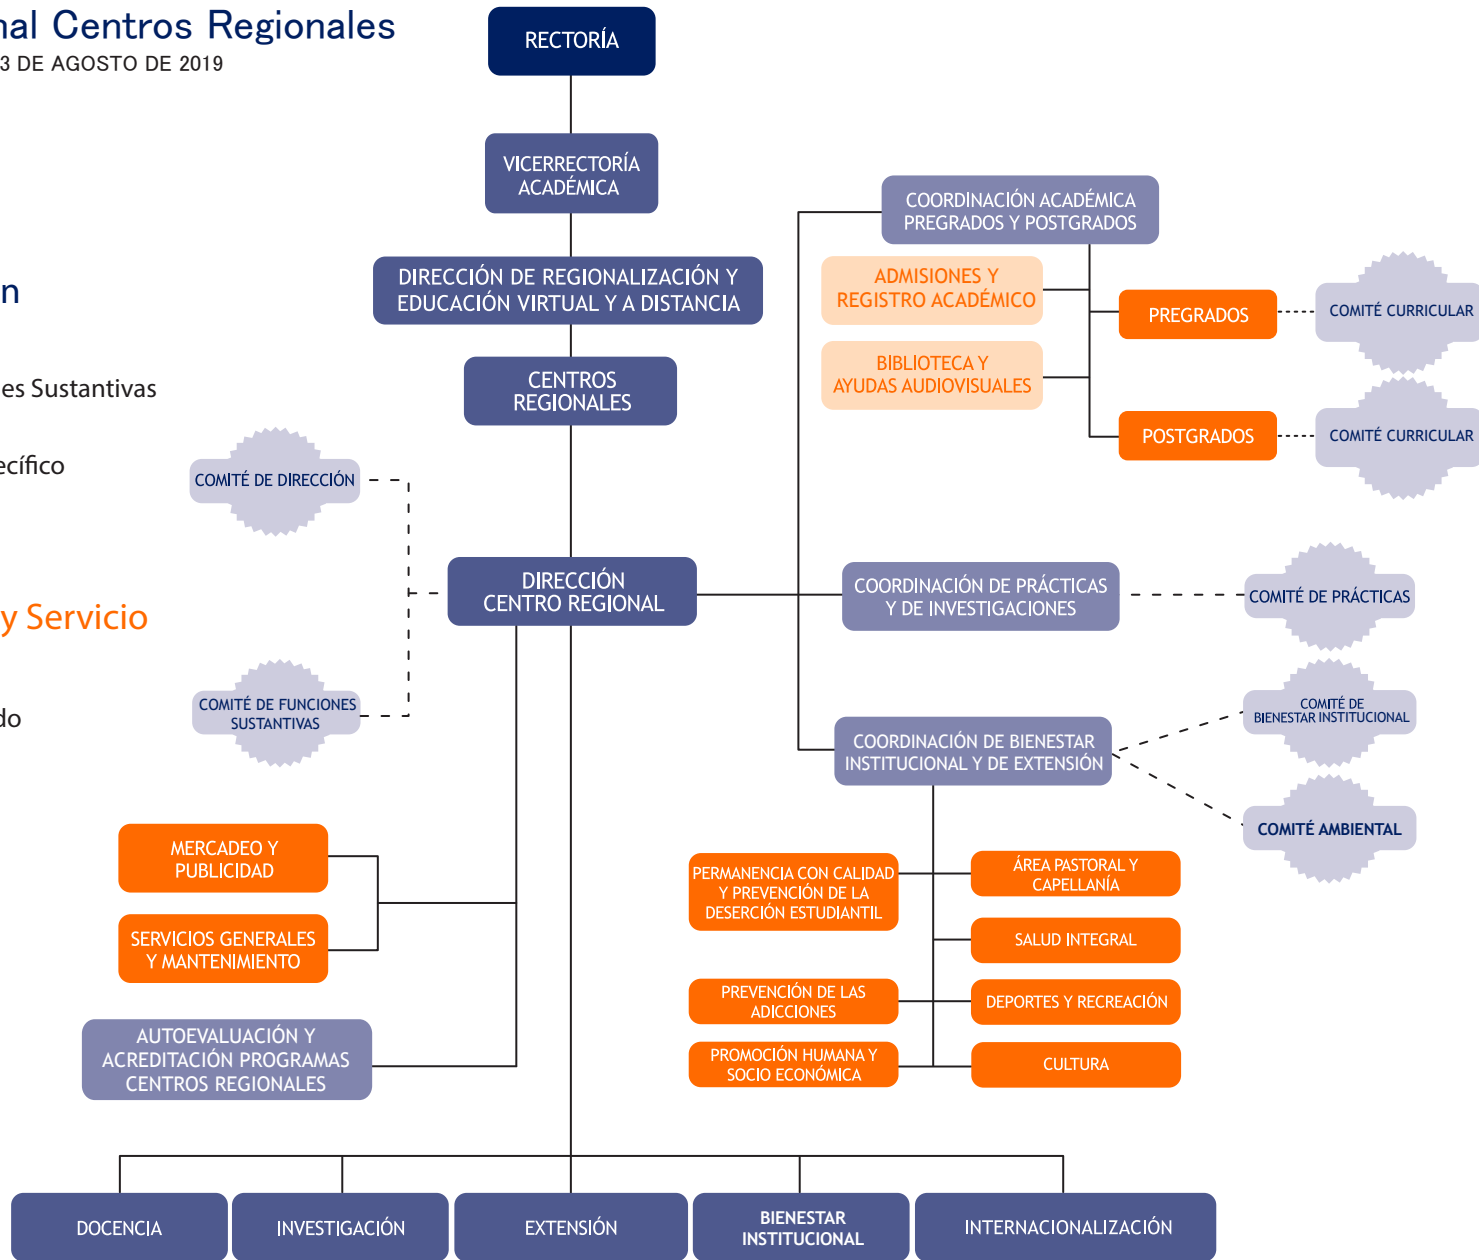 nal Centros Regionales
3 DE AGOSTO DE 2019
RECTORÍA
VICERRECTORÍA
ACADÉMICA
DIRECCIÓN DE REGIONALIZACIÓN Y
EDUCACIÓN VIRTUAL Y A DISTANCIA
CENTROS
REGIONALES
n
es Sustantivas
ecífico
y Servicio
do
COMITÉ DE DIRECCIÓN
COMITÉ DE FUNCIONES
SUSTANTIVAS
DIRECCIÓN
CENTRO REGIONAL
COORDINACIÓN ACADÉMICA
PREGRADOS Y POSTGRADOS
ADMISIONES Y
REGISTRO ACADÉMICO
BIBLIOTECA Y
AYUDAS AUDIOVISUALES
PREGRADOS
COMITÉ CURRICULAR
POSTGRADOS
COMITÉ CURRICULAR
COORDINACIÓN DE PRÁCTICAS
Y DE INVESTIGACIONES
COMITÉ DE PRÁCTICAS
COORDINACIÓN DE BIENESTAR
INSTITUCIONAL Y DE EXTENSIÓN
COMITÉ DE
BIENESTAR INSTITUCIONAL
COMITÉ AMBIENTAL
MERCADEO Y
PUBLICIDAD
SERVICIOS GENERALES
Y MANTENIMIENTO
AUTOEVALUACIÓN Y
ACREDITACIÓN PROGRAMAS
CENTROS REGIONALES
PERMANENCIA CON CALIDAD
Y PREVENCIÓN DE LA
DESERCIÓN ESTUDIANTIL
ÁREA PASTORAL Y
CAPELLANÍA
SALUD INTEGRAL
PREVENCIÓN DE LAS
ADICCIONES
DEPORTES Y RECREACIÓN
PROMOCIÓN HUMANA Y
SOCIO ECONÓMICA
CULTURA
DOCENCIA
INVESTIGACIÓN
EXTENSIÓN
BIENESTAR
INSTITUCIONAL
INTERNACIONALIZACIÓN